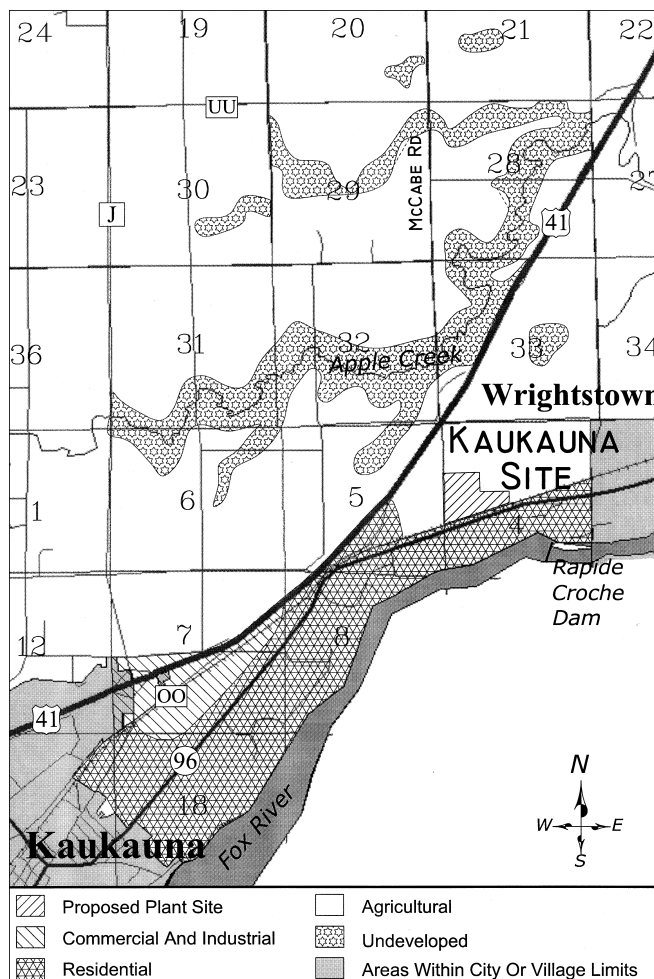 24 19 20 21 22
UU
23 30 29 McCABE RD 28 27
J
41
36 31 32 33 34
Apple Creek
Wrightstown
KAUKAUNA
SITE
1 6 5 4
Rapide
Croche
Dam
12 7 8
OO
41
96
18
Fox River
Kaukauna
N
W E
S
Proposed Plant Site
Commercial And Industrial
Residential
Agricultural
Undeveloped
Areas Within City Or Village Limits